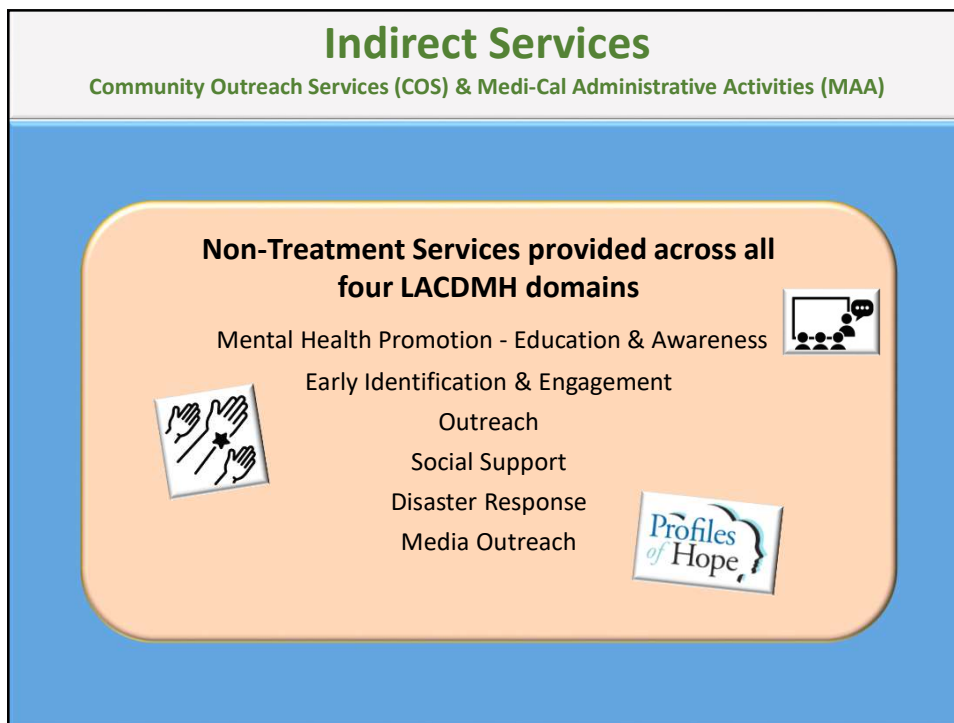 Indirect Services
Community Outreach Services (COS) & Medi-Cal Administrative Activities (MAA)
Non-Treatment Services provided across all
four LACDMH domains
Mental Health Promotion - Education & Awareness
Early Identification & Engagement
Outreach
Social Support
Disaster Response
Media Outreach
Profiles
of Hope